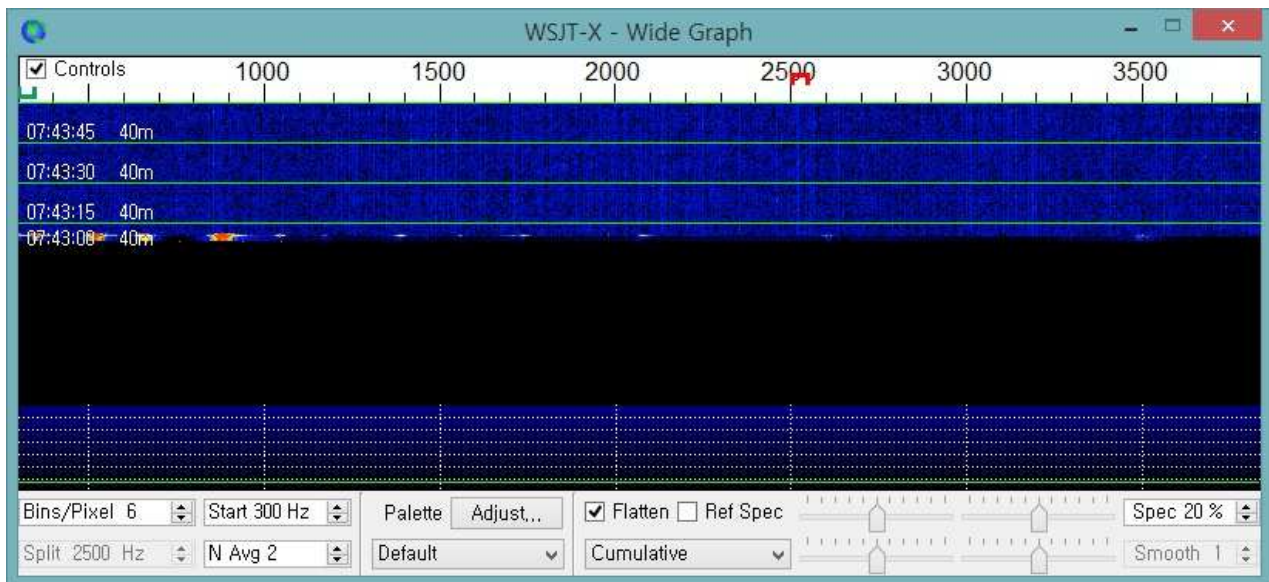 WSJT-X - Wide Graph
Controls 1000 1500 2000 2500 3000 3500
07:43:45 40m
07:43:30 40m
07:43:15 40m
07:43:00 40m
Bins/Pixel 6 Start 300 Hz Palette Adjust... Flatten Ref Spec Spec 20 %
Split 2500 Hz N Avg 2 Default Cumulative Smooth 1